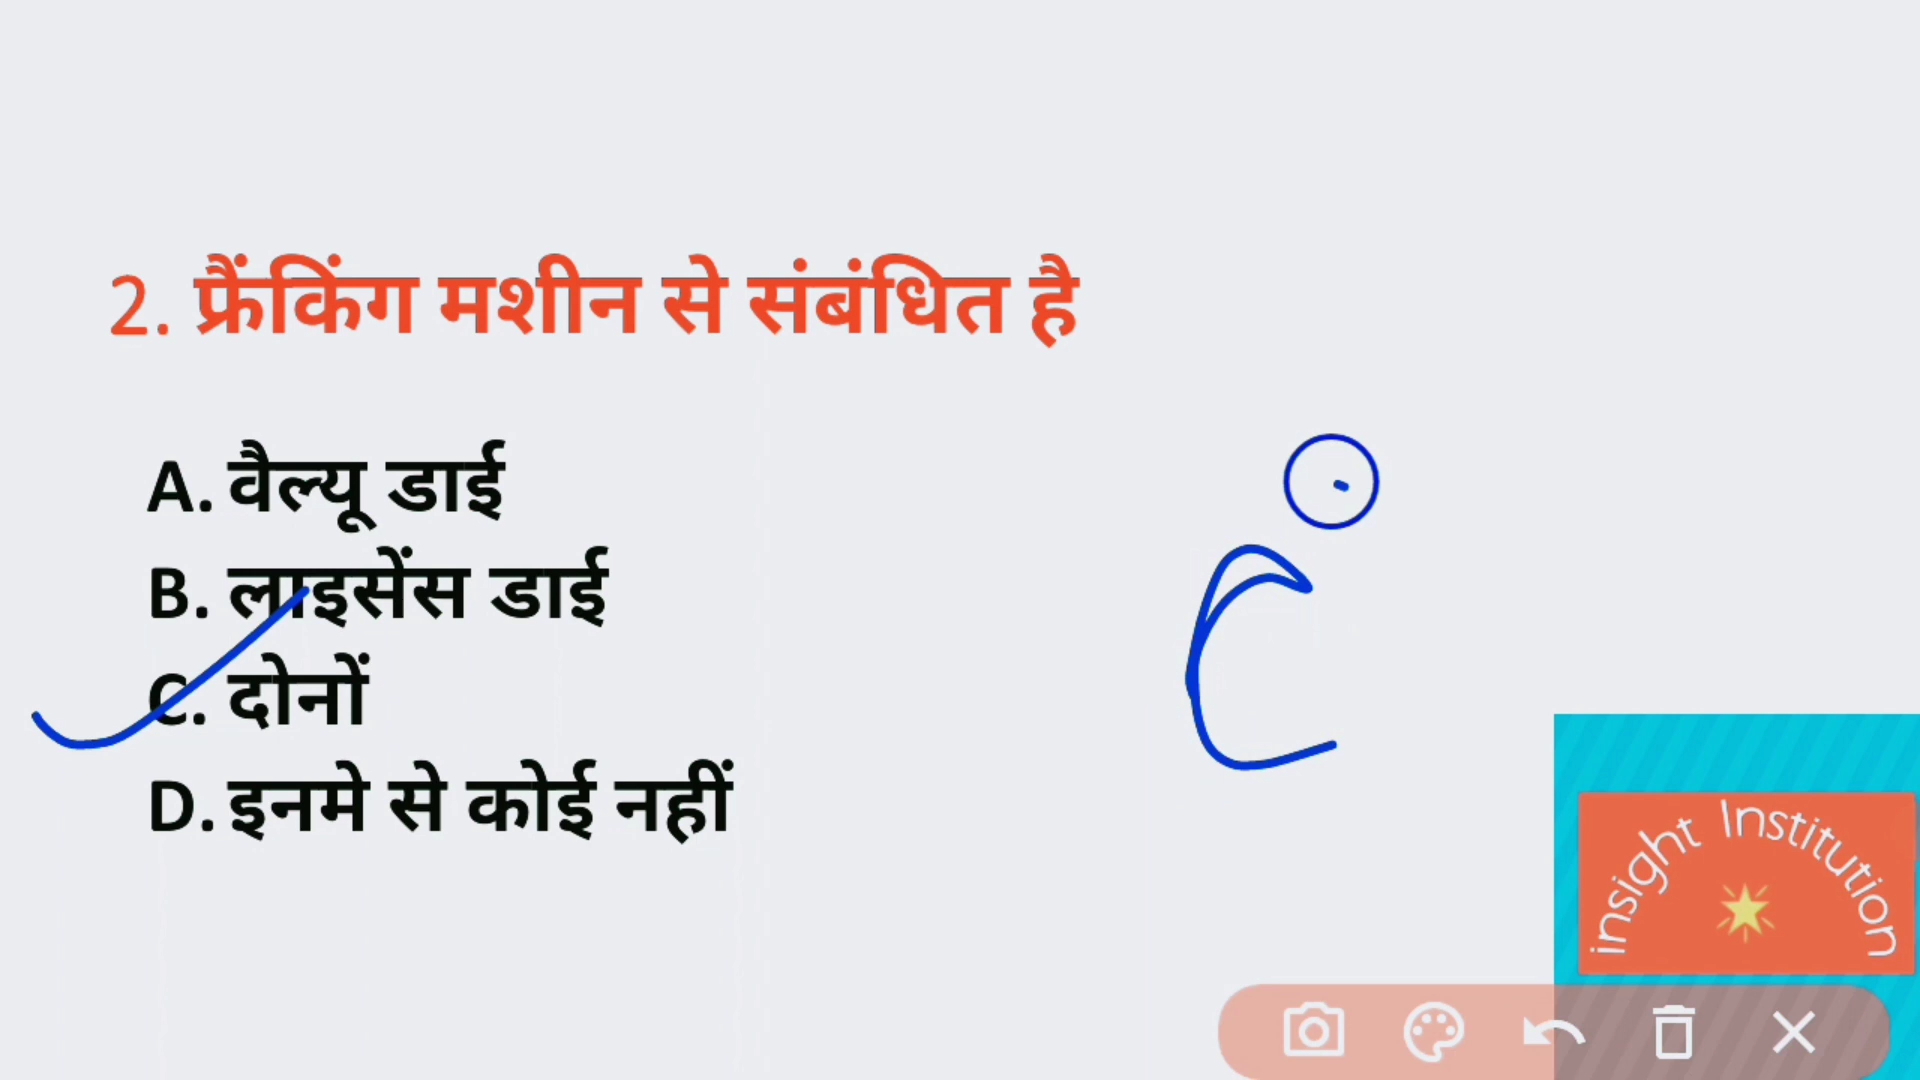 2. फ्रैंकिंग मशीन से संबंधित है
A. वैल्यू डाई
B. लाइसेंस डाई
C. दोनों
D. इनमे से कोई नहीं
C
insight Institution